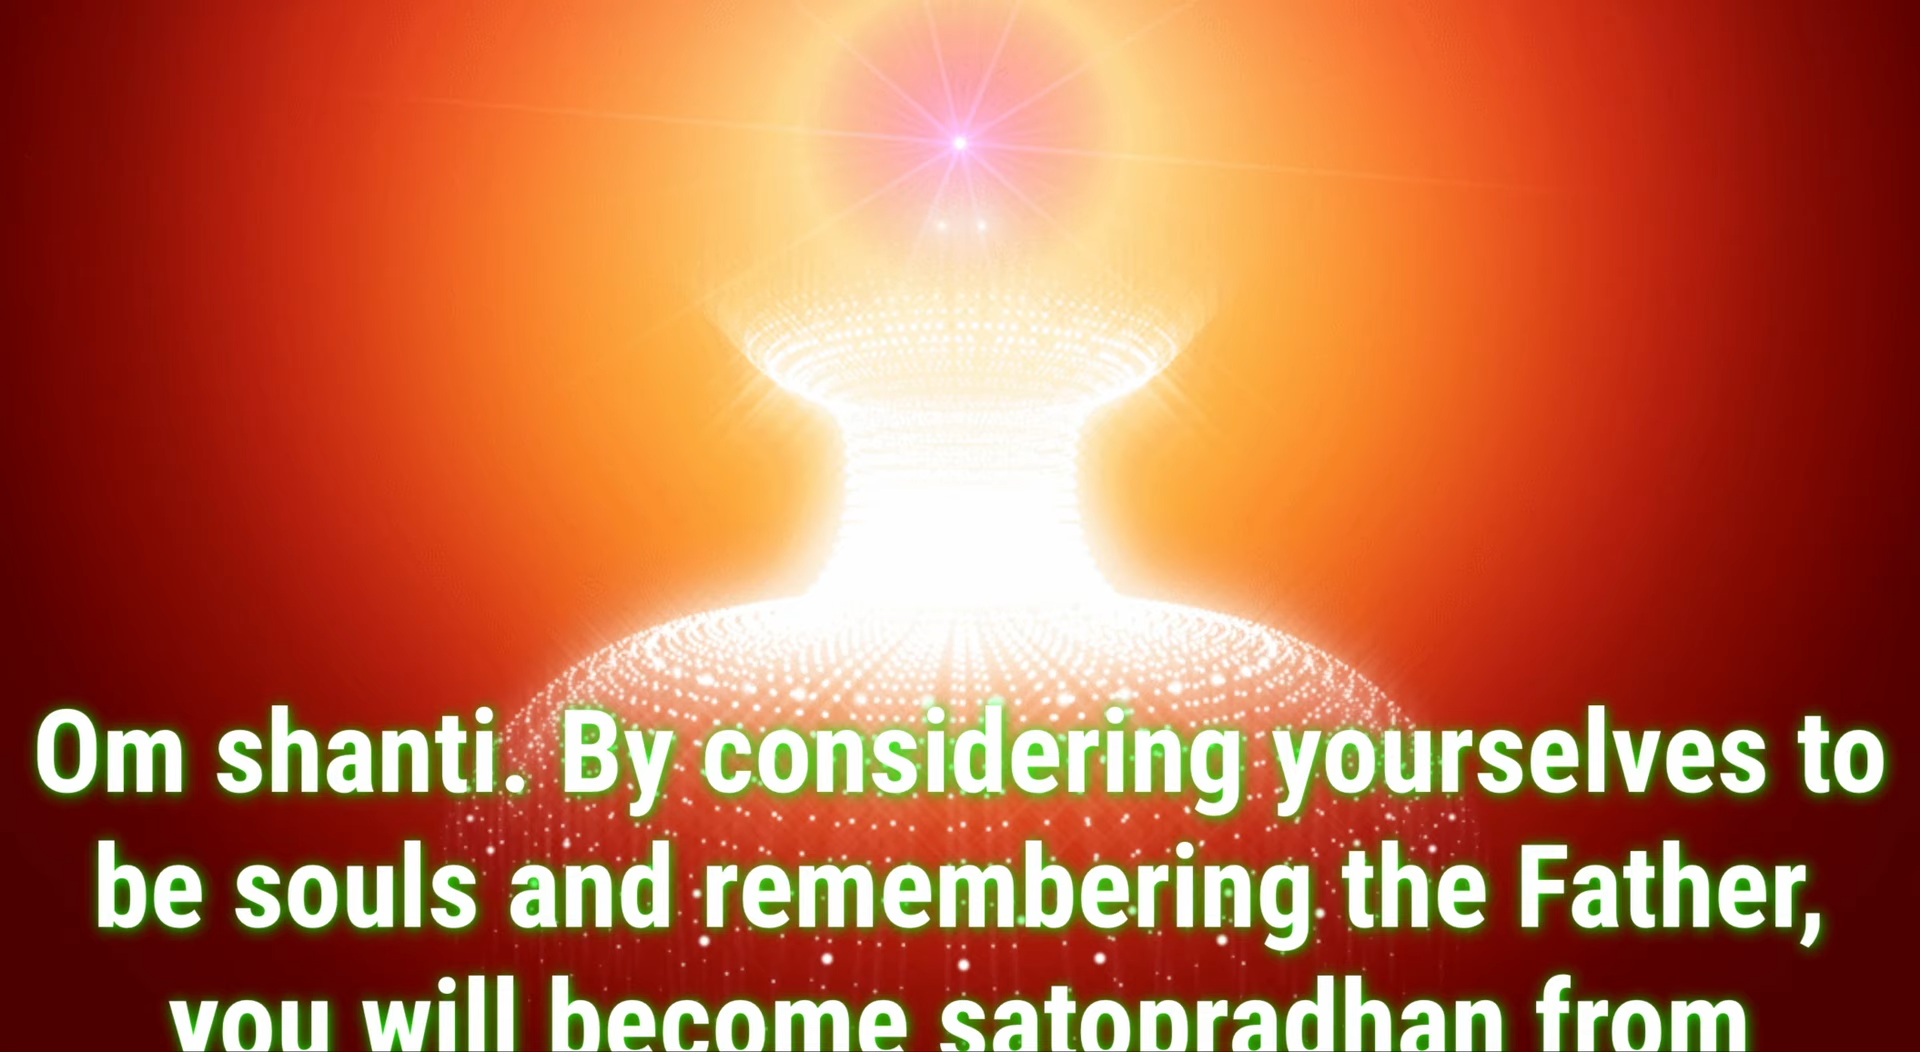 Om shanti. By considering yourselves to
be souls and remembering the Father,
you will become satopradhan from